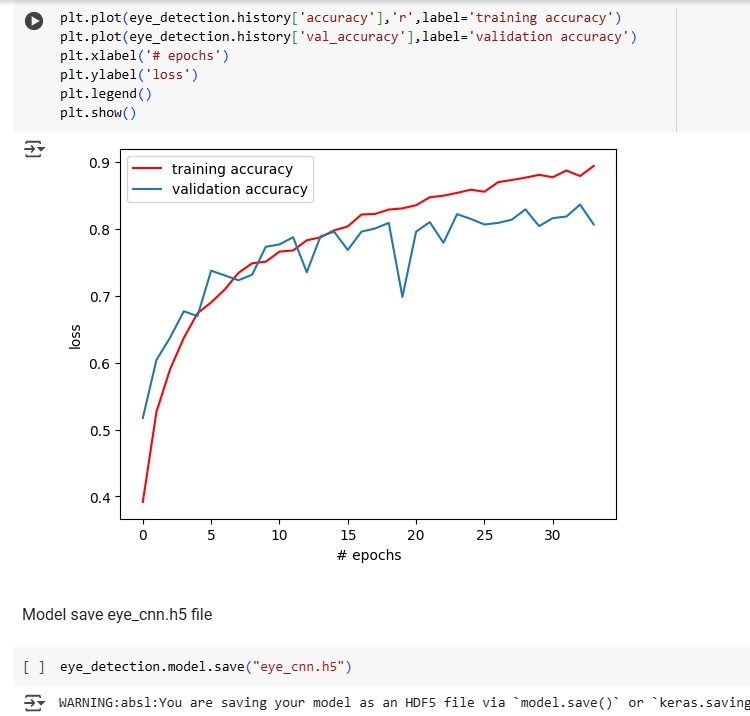 plt.plot(eye_detection.history['accuracy'],'r',label='training accuracy')
plt.plot(eye_detection.history['val_accuracy'],label='validation accuracy')
plt.xlabel('# epochs')
plt.ylabel('loss')
plt.legend()
plt.show()
training accuracy
validation accuracy
0.9
0.8
0.7
0.6
0.5
0.4
loss
0 5 10 15 20 25 30
# epochs
Model save eye_cnn.h5 file
[ ] eye_detection.model.save("eye_cnn.h5")
WARNING:absl:You are saving your model as an HDF5 file via `model.save()` or `keras.saving